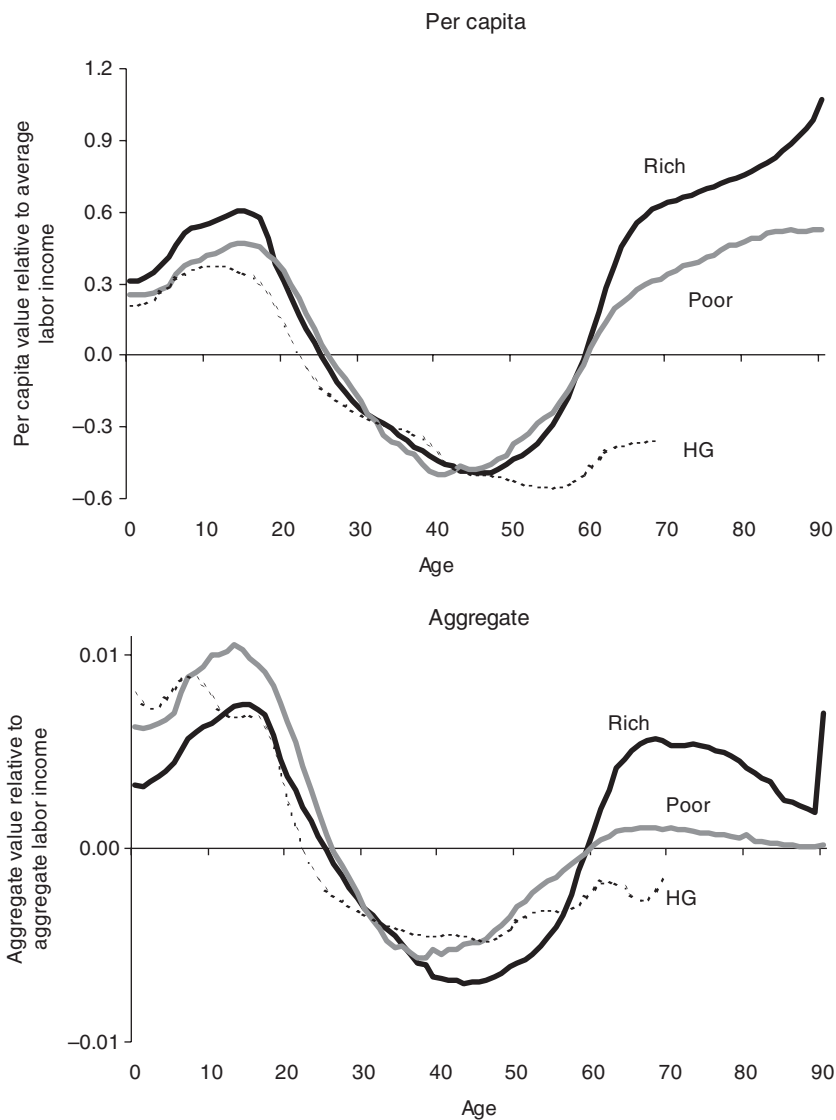 Per capita
Per capita value relative to average
labor income
1.2
0.9
0.6
0.3
0.0
−0.3
−0.6
Rich
Poor
HG
0 10 20 30 40 50 60 70 80 90
Age
Aggregate
Aggregate value relative to
aggregate labor income
0.01
0.00
−0.01
Rich
Poor
HG
0 10 20 30 40 50 60 70 80 90
Age